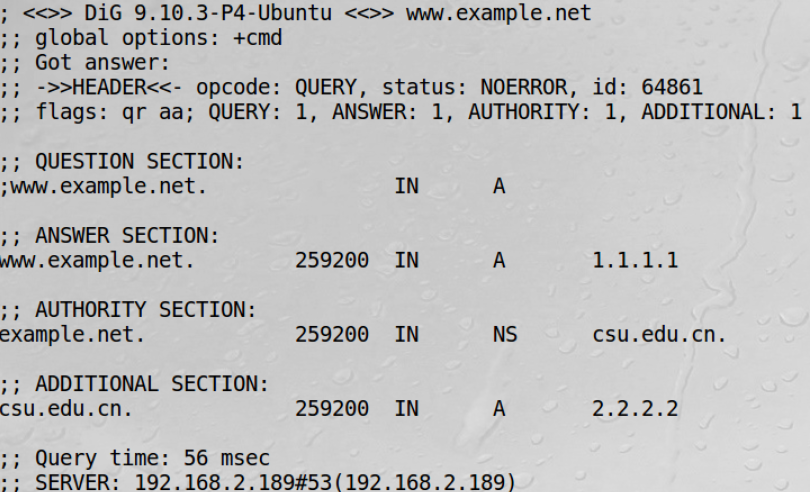 ; <<>> DiG 9.10.3-P4-Ubuntu <<>> www.example.net
;; global options: +cmd
;; Got answer:
;; ->>HEADER<<- opcode: QUERY, status: NOERROR, id: 64861
;; flags: qr aa; QUERY: 1, ANSWER: 1, AUTHORITY: 1, ADDITIONAL: 1
;; QUESTION SECTION:
;www.example.net. IN A
;; ANSWER SECTION:
www.example.net. 259200 IN A 1.1.1.1
;; AUTHORITY SECTION:
example.net. 259200 IN NS csu.edu.cn.
;; ADDITIONAL SECTION:
csu.edu.cn. 259200 IN A 2.2.2.2
;; Query time: 56 msec
;; SERVER: 192.168.2.189#53(192.168.2.189)